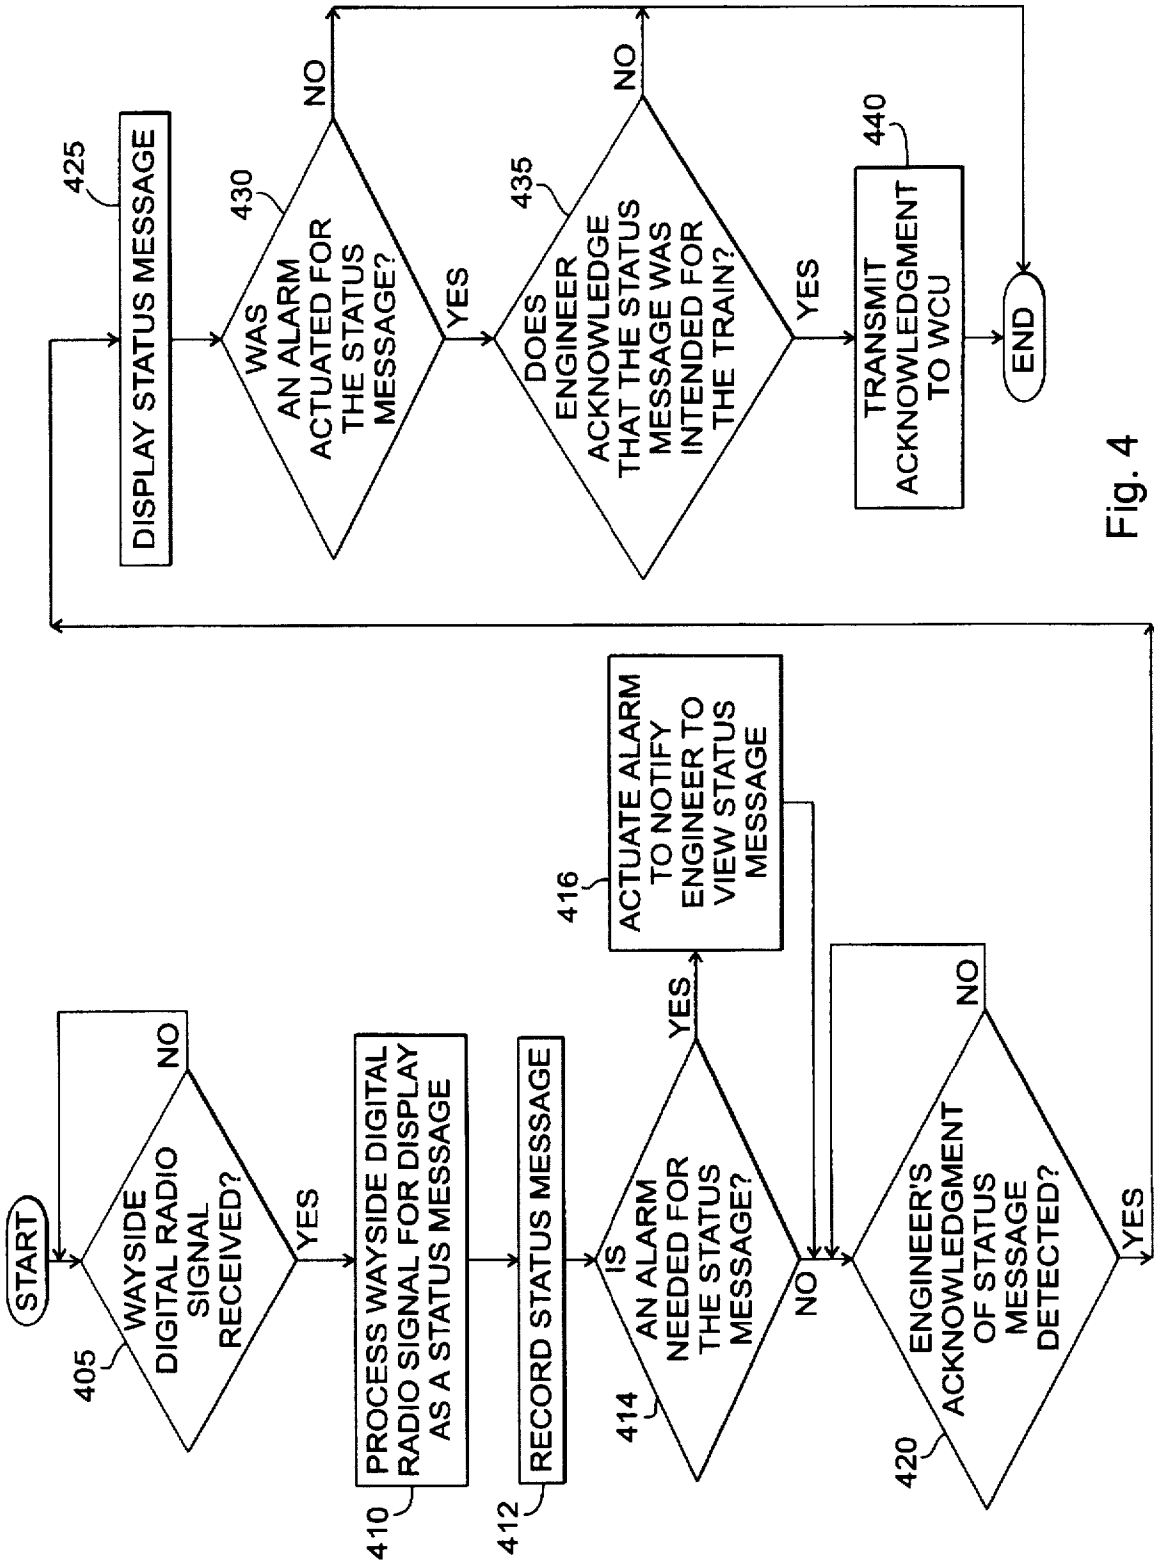 START
405
WAYSIDE
DIGITAL RADIO
SIGNAL
RECEIVED?
NO
YES
410
PROCESS WAYSIDE DIGITAL
RADIO SIGNAL FOR DISPLAY
AS A STATUS MESSAGE
412
RECORD STATUS MESSAGE
414
IS
AN ALARM
NEEDED FOR
THE STATUS
MESSAGE?
YES
NO
416
ACTUATE ALARM
TO NOTIFY
ENGINEER TO
VIEW STATUS
MESSAGE
420
ENGINEER'S
ACKNOWLEDGMENT
OF STATUS
MESSAGE
DETECTED?
NO
YES
425
DISPLAY STATUS MESSAGE
430
WAS
AN ALARM
ACTUATED FOR
THE STATUS
MESSAGE?
NO
YES
435
DOES
ENGINEER
ACKNOWLEDGE
THAT THE STATUS
MESSAGE WAS
INTENDED FOR
THE TRAIN?
NO
YES
440
TRANSMIT
ACKNOWLEDGMENT
TO WCU
END
Fig. 4